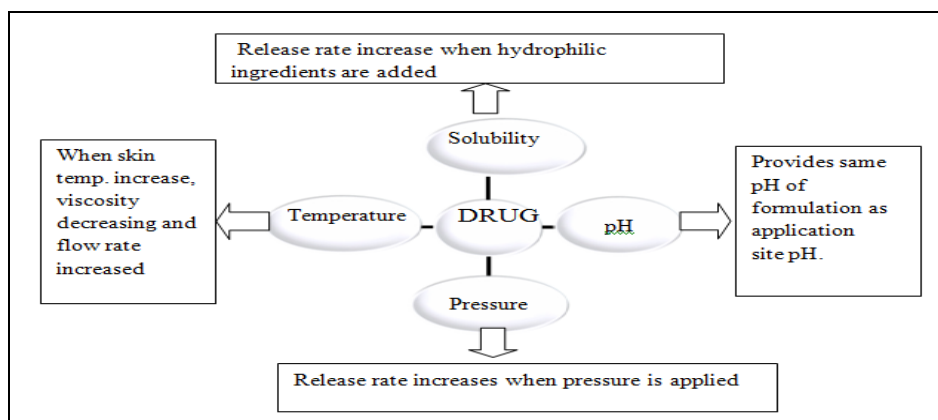 Release rate increase when hydrophilic
ingredients are added
Solubility
When skin
temp. increase,
viscosity
decreasing and
flow rate
increased
Temperature
DRUG
pH
Provides same
pH of
formulation as
application
site pH.
Pressure
Release rate increases when pressure is applied